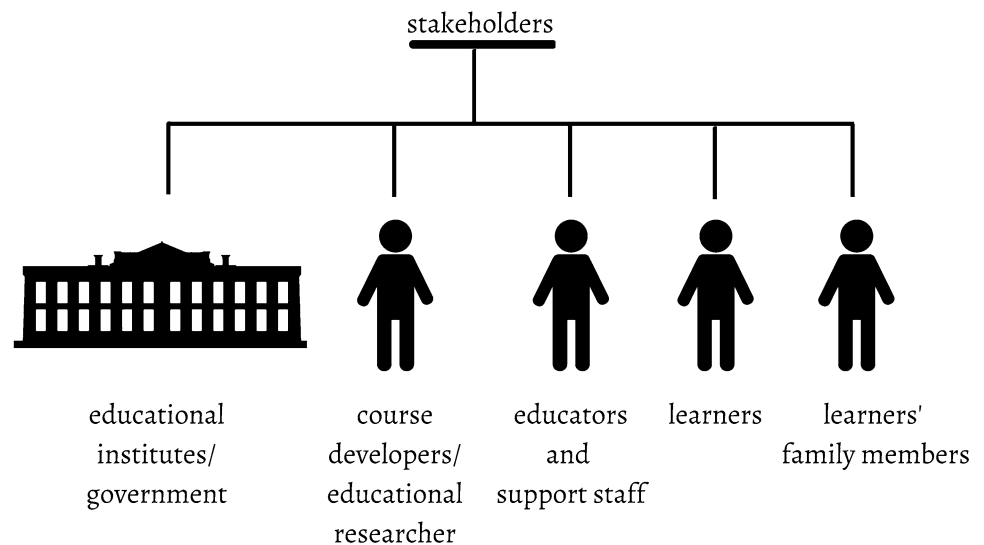 stakeholders
educational
institutes/
government
course
developers/
educational
researcher
educators
and
support staff
learners
learners'
family members